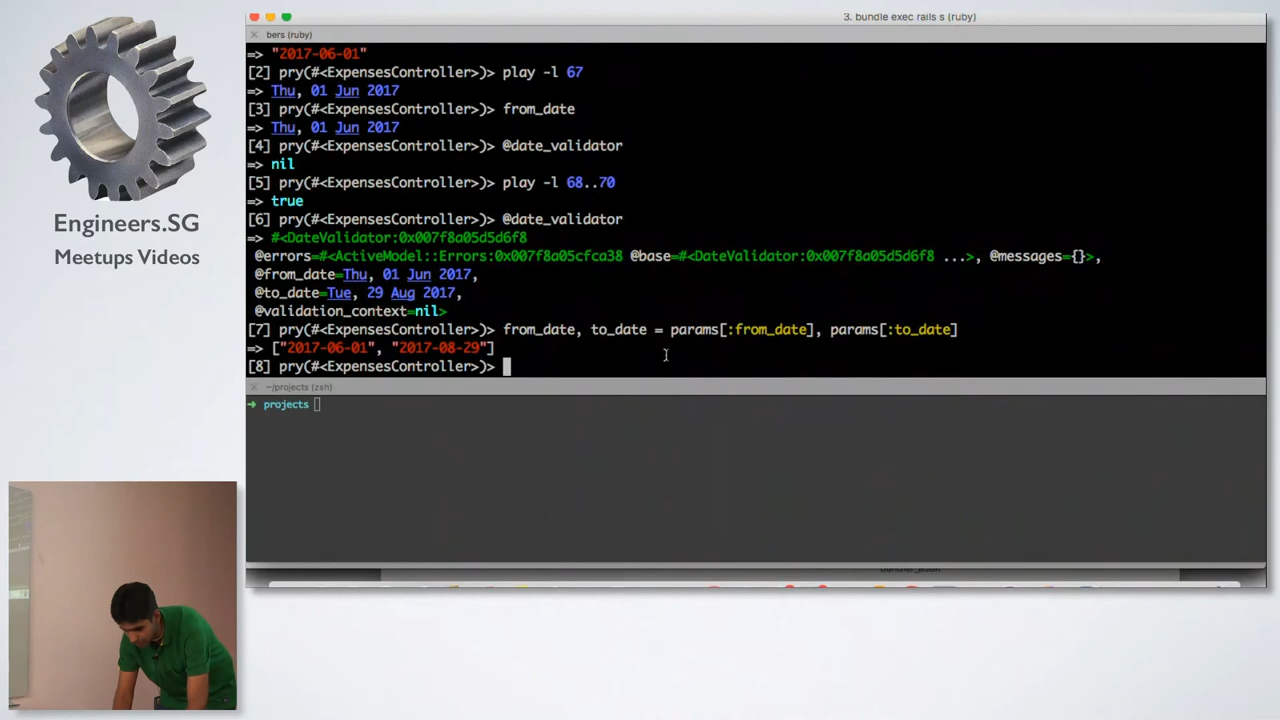 3. bundle exec rails s (ruby)
bers (ruby)
=> "2017-06-01"
[2] pry(#<ExpensesController>)> play -l 67
=> Thu, 01 Jun 2017
[3] pry(#<ExpensesController>)> from_date
=> Thu, 01 Jun 2017
[4] pry(#<ExpensesController>)> @date_validator
=> nil
[5] pry(#<ExpensesController>)> play -l 68..70
=> true
[6] pry(#<ExpensesController>)> @date_validator
=> #<DateValidator:0x007f8a05d5d6f8
@errors=#<ActiveModel::Errors:0x007f8a05cfca38 @base=#<DateValidator:0x007f8a05d5d6f8 ...>, @messages={}>,
@from_date=Thu, 01 Jun 2017,
@to_date=Tue, 29 Aug 2017,
@validation_context=nil>
[7] pry(#<ExpensesController>)> from_date, to_date = params[:from_date], params[:to_date]
=> ["2017-06-01", "2017-08-29"]
[8] pry(#<ExpensesController>)>
~/projects (zsh)
→ projects
Engineers.SG
Meetups Videos